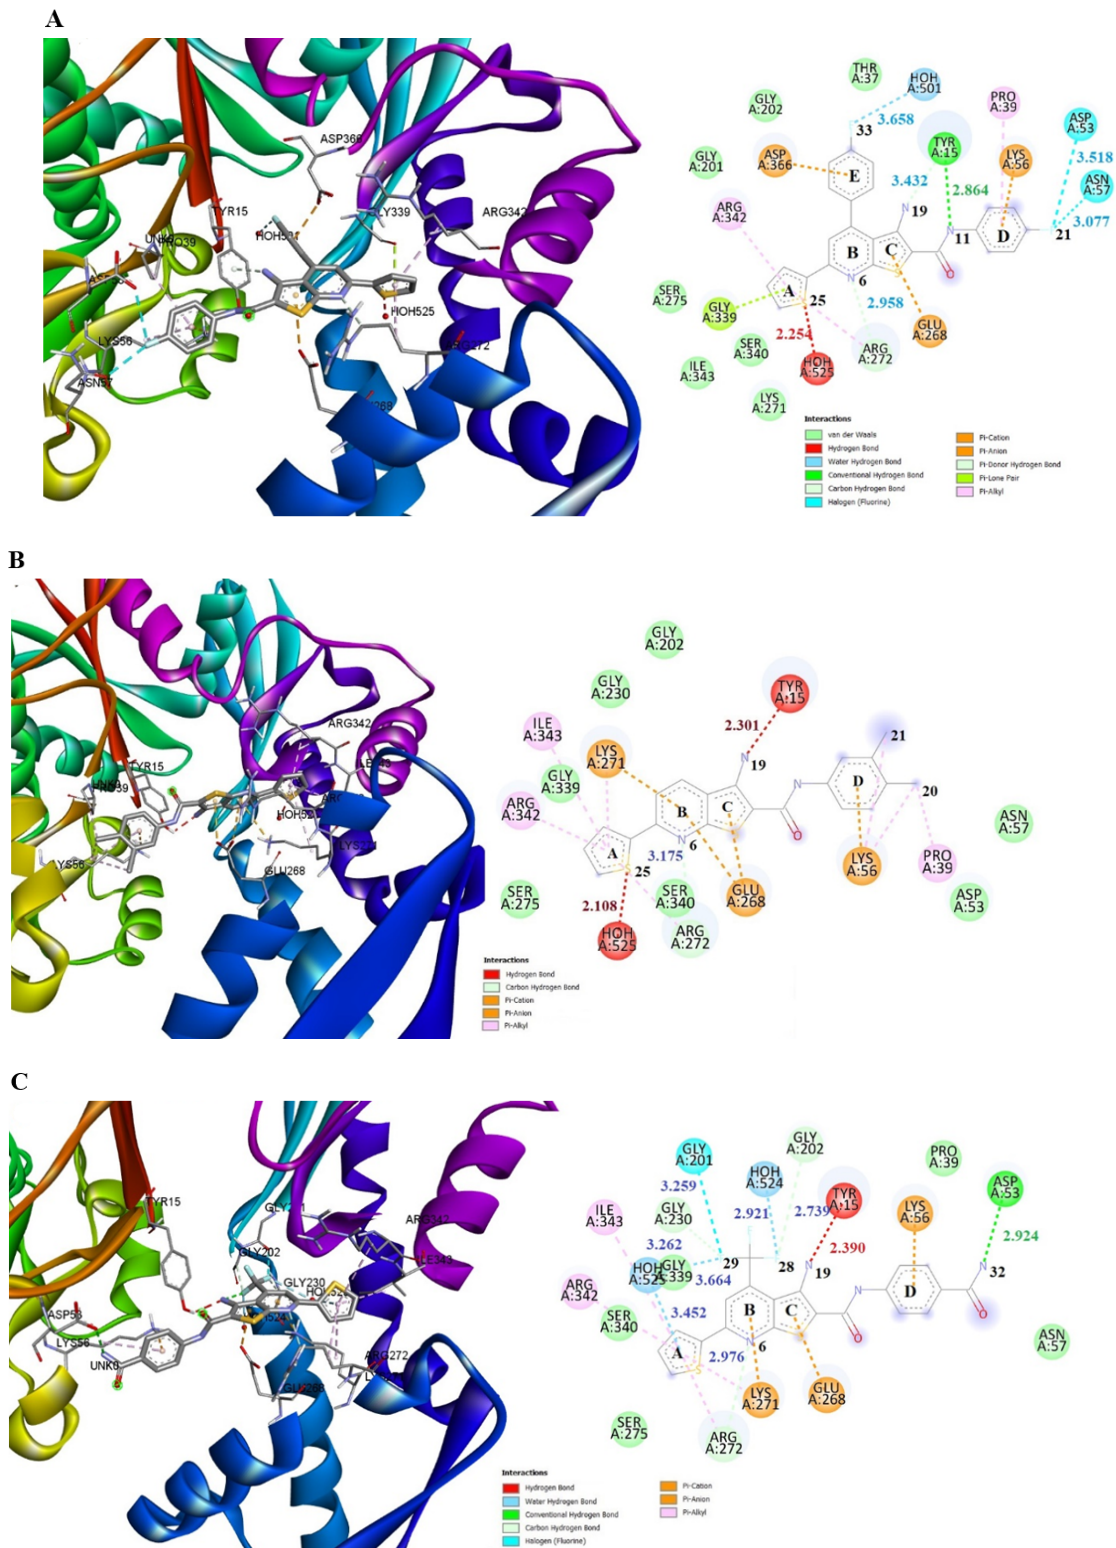 A
ASP366
TYR15
GLY339
ARG342
HOH525
LYS56
ASN57
THR
A:37
HOH
A:501
GLY
A:202
PRO
A:39
ASP
A:53
3.658
33
TYR
A:15
LYS
A:56
ASP
A:366
GLY
A:201
E
3.518
ASN
A:57
3.432
2.864
ARG
A:342
19
3.077
B
C
11
D
21
6
SER
A:275
A
GLY
A:339
25
2.958
GLU
A:268
2.254
SER
A:340
ARG
A:272
ILE
A:343
HOH
A:525
LYS
A:271
Interactions
van der Waals
Hydrogen Bond
Water Hydrogen Bond
Conventional Hydrogen Bond
Carbon Hydrogen Bond
Halogen (Fluorine)
Pi-Cation
Pi-Anion
Pi-Donor Hydrogen Bond
Pi-Lone Pair
Pi-Alkyl
B
ARG342
TYR15
GLU268
GLY
A:202
GLY
A:230
TYR
A:15
ILE
A:343
LYS
A:271
2.301
21
19
GLY
A:339
D
20
ARG
A:342
B
C
ASN
A:57
A
6
3.175
LYS
A:56
PRO
A:39
25
SER
A:275
SER
A:340
GLU
A:268
ASP
A:53
2.108
HOH
A:525
ARG
A:272
Interactions
Hydrogen Bond
Carbon Hydrogen Bond
Pi-Cation
Pi-Anion
Pi-Alkyl
C
TYR15
ARG342
GLY202
GLY230
ASP53
LYS56
UNK0
ARG272
GLY
A:201
GLY
A:202
HOH
A:524
PRO
A:39
ASP
A:53
3.259
TYR
A:15
LYS
A:56
ILE
A:343
GLY
A:230
2.921
2.739
2.924
3.262
2.390
HOH
A:525
GLY
A:339
29
28
19
32
ARG
A:342
3.664
D
SER
A:340
3.452
B
C
ASN
A:57
A
2.976
6
LYS
A:271
GLU
A:268
SER
A:275
ARG
A:272
Interactions
Hydrogen Bond
Water Hydrogen Bond
Conventional Hydrogen Bond
Carbon Hydrogen Bond
Halogen (Fluorine)
Pi-Cation
Pi-Anion
Pi-Alkyl